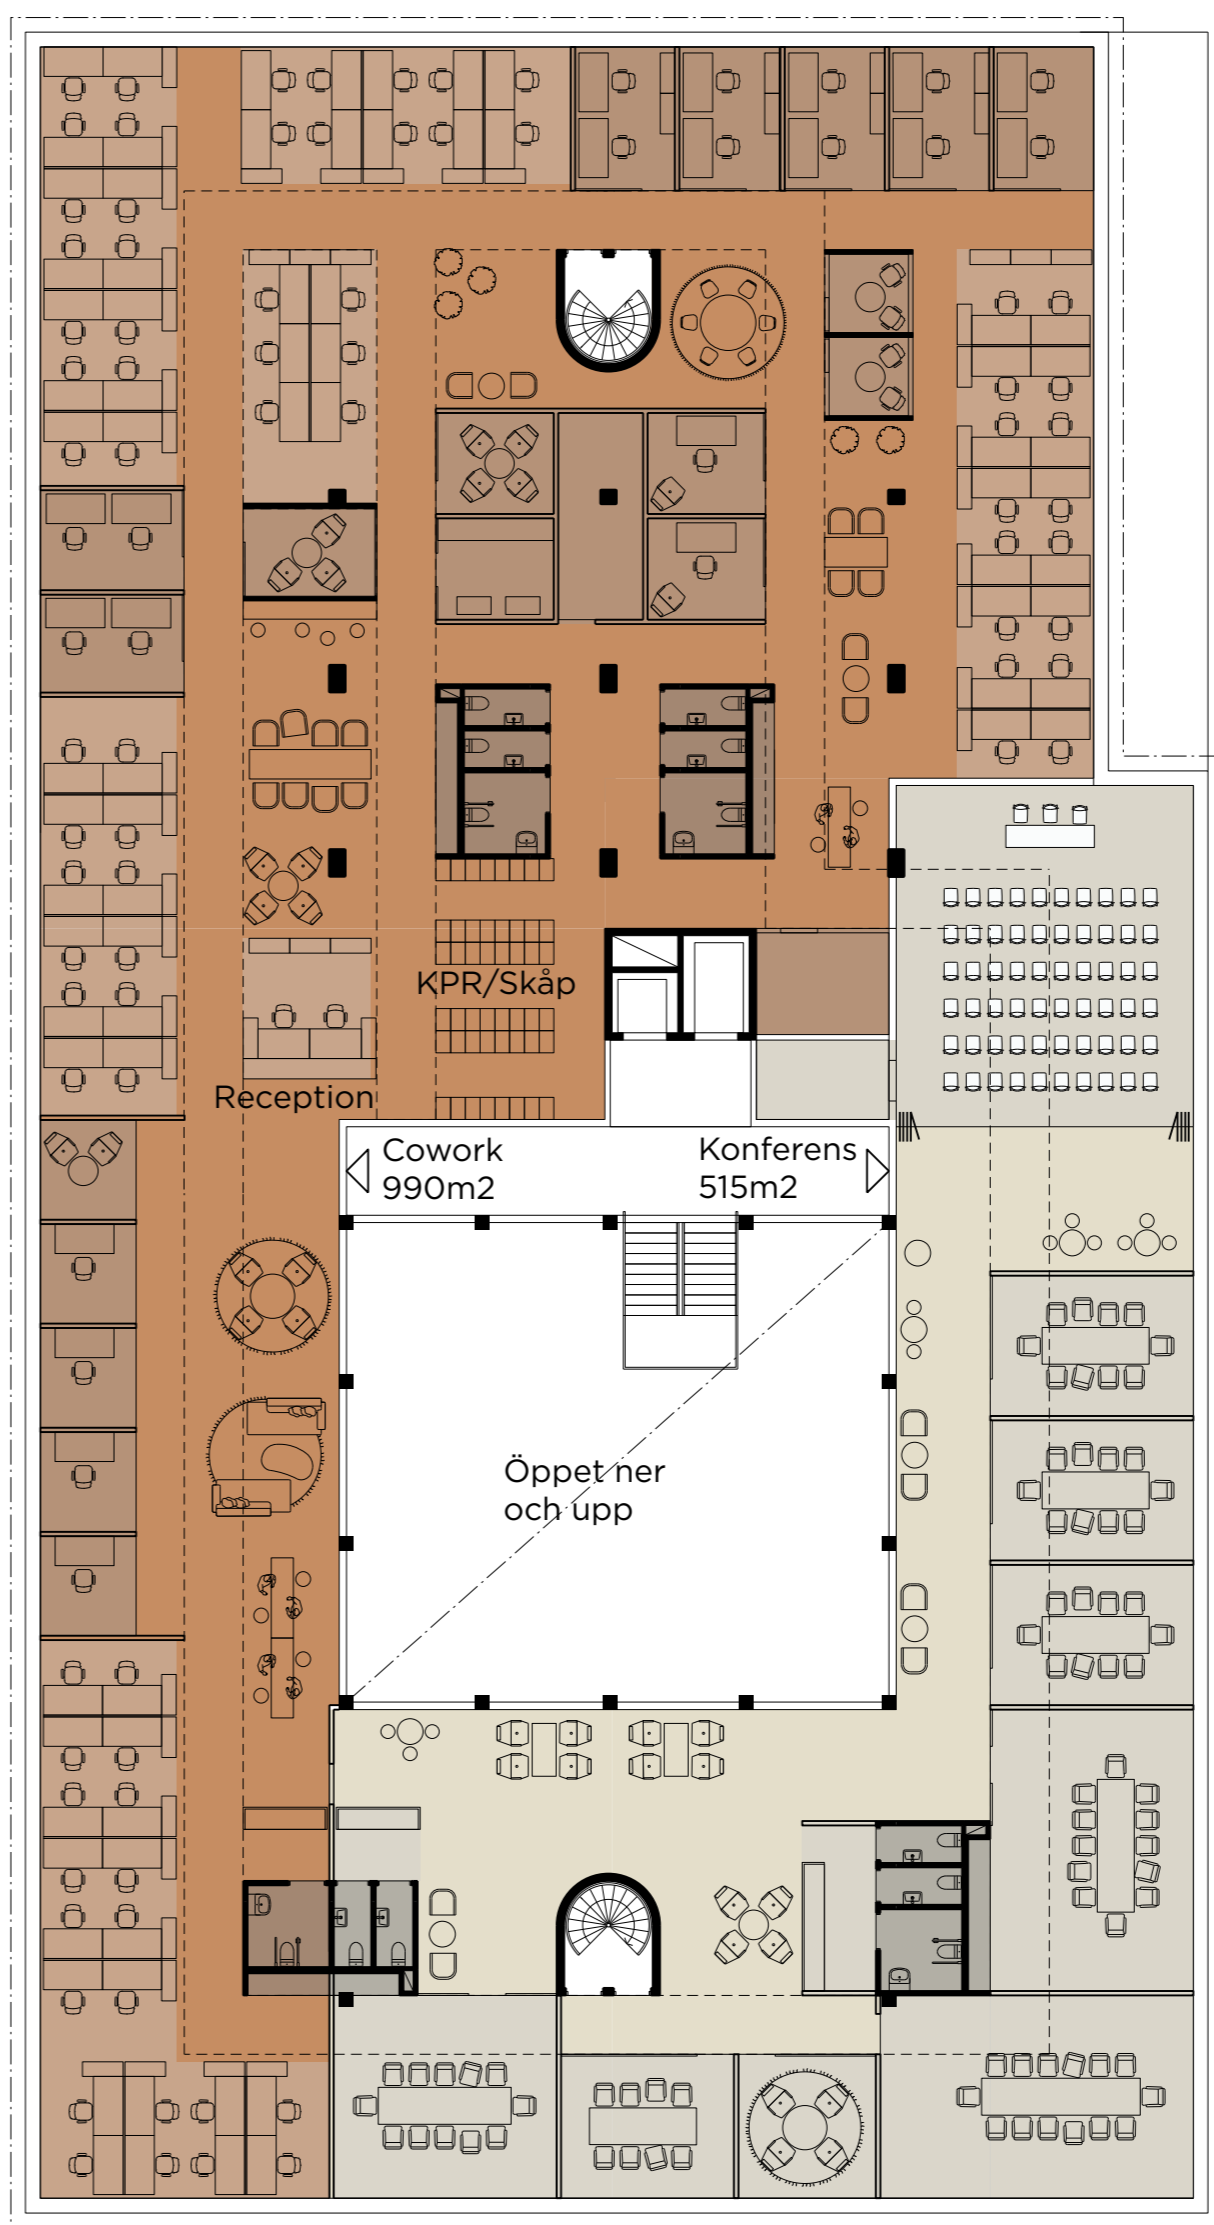 KPR/Skåp
Reception
Cowork
990m2
Konferens
515m2
Öppet ner
och upp